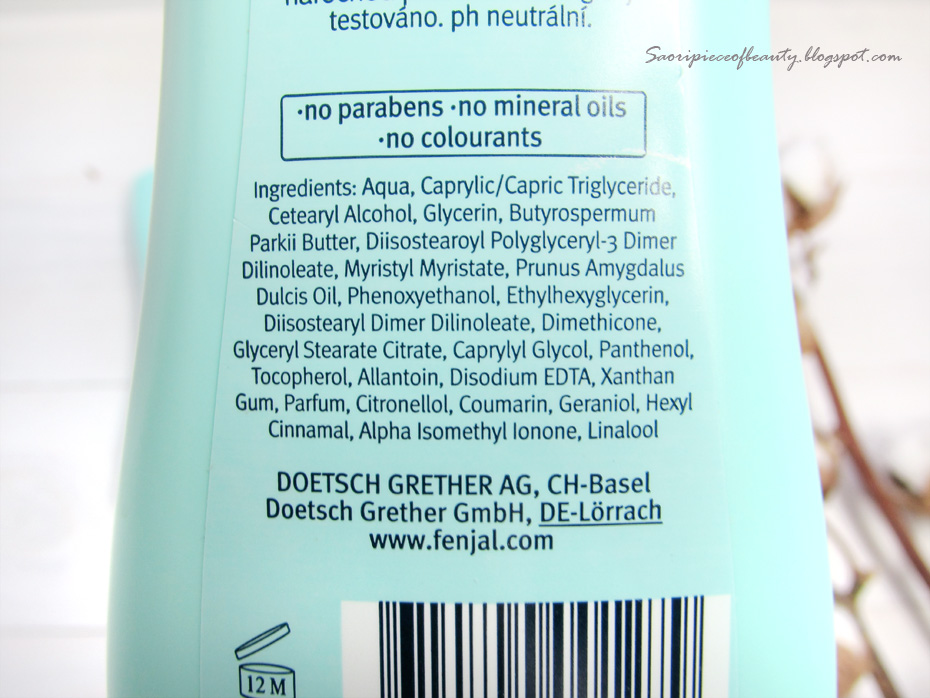 testováno. ph neutrální.
Saoripieceofbeauty.blogspot.com
·no parabens ·no mineral oils
·no colourants
Ingredients: Aqua, Caprylic/Capric Triglyceride,
Cetearyl Alcohol, Glycerin, Butyrospermum
Parkii Butter, Diisostearoyl Polyglyceryl-3 Dimer
Dilinoleate, Myristyl Myristate, Prunus Amygdalus
Dulcis Oil, Phenoxyethanol, Ethylhexyglycerin,
Diisostearyl Dimer Dilinoleate, Dimethicone,
Glyceryl Stearate Citrate, Caprylyl Glycol, Panthenol,
Tocopherol, Allantoin, Disodium EDTA, Xanthan
Gum, Parfum, Citronellol, Coumarin, Geraniol, Hexyl
Cinnamal, Alpha Isomethyl Ionone, Linalool
DOETSCH GRETHER AG, CH-Basel
Doetsch Grether GmbH, DE-Lörrach
www.fenjal.com
12 M